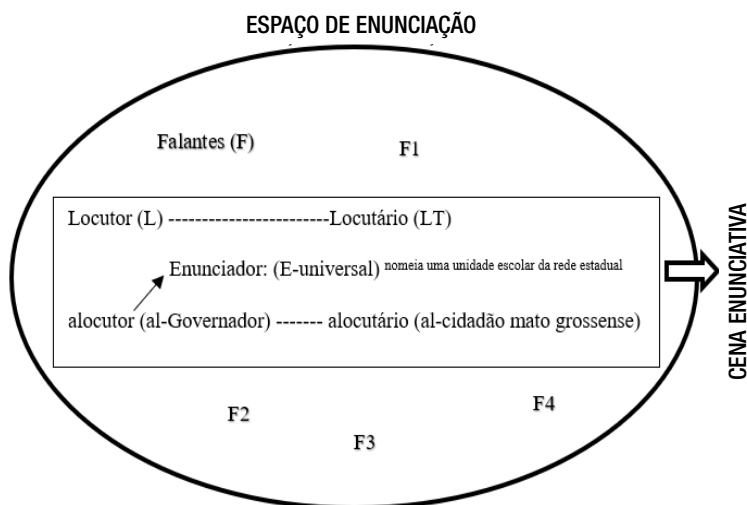 ESPAÇO DE ENUNCIAÇÃO
Falantes (F)
F1
Locutor (L) ------------------------Locutário (LT)
Enunciador: (E-universal) nomeia uma unidade escolar da rede estadual
alocutor (al-Governador) ------- alocutário (al-cidadão mato grossense)
CENA ENUNCIATIVA
F2
F3
F4